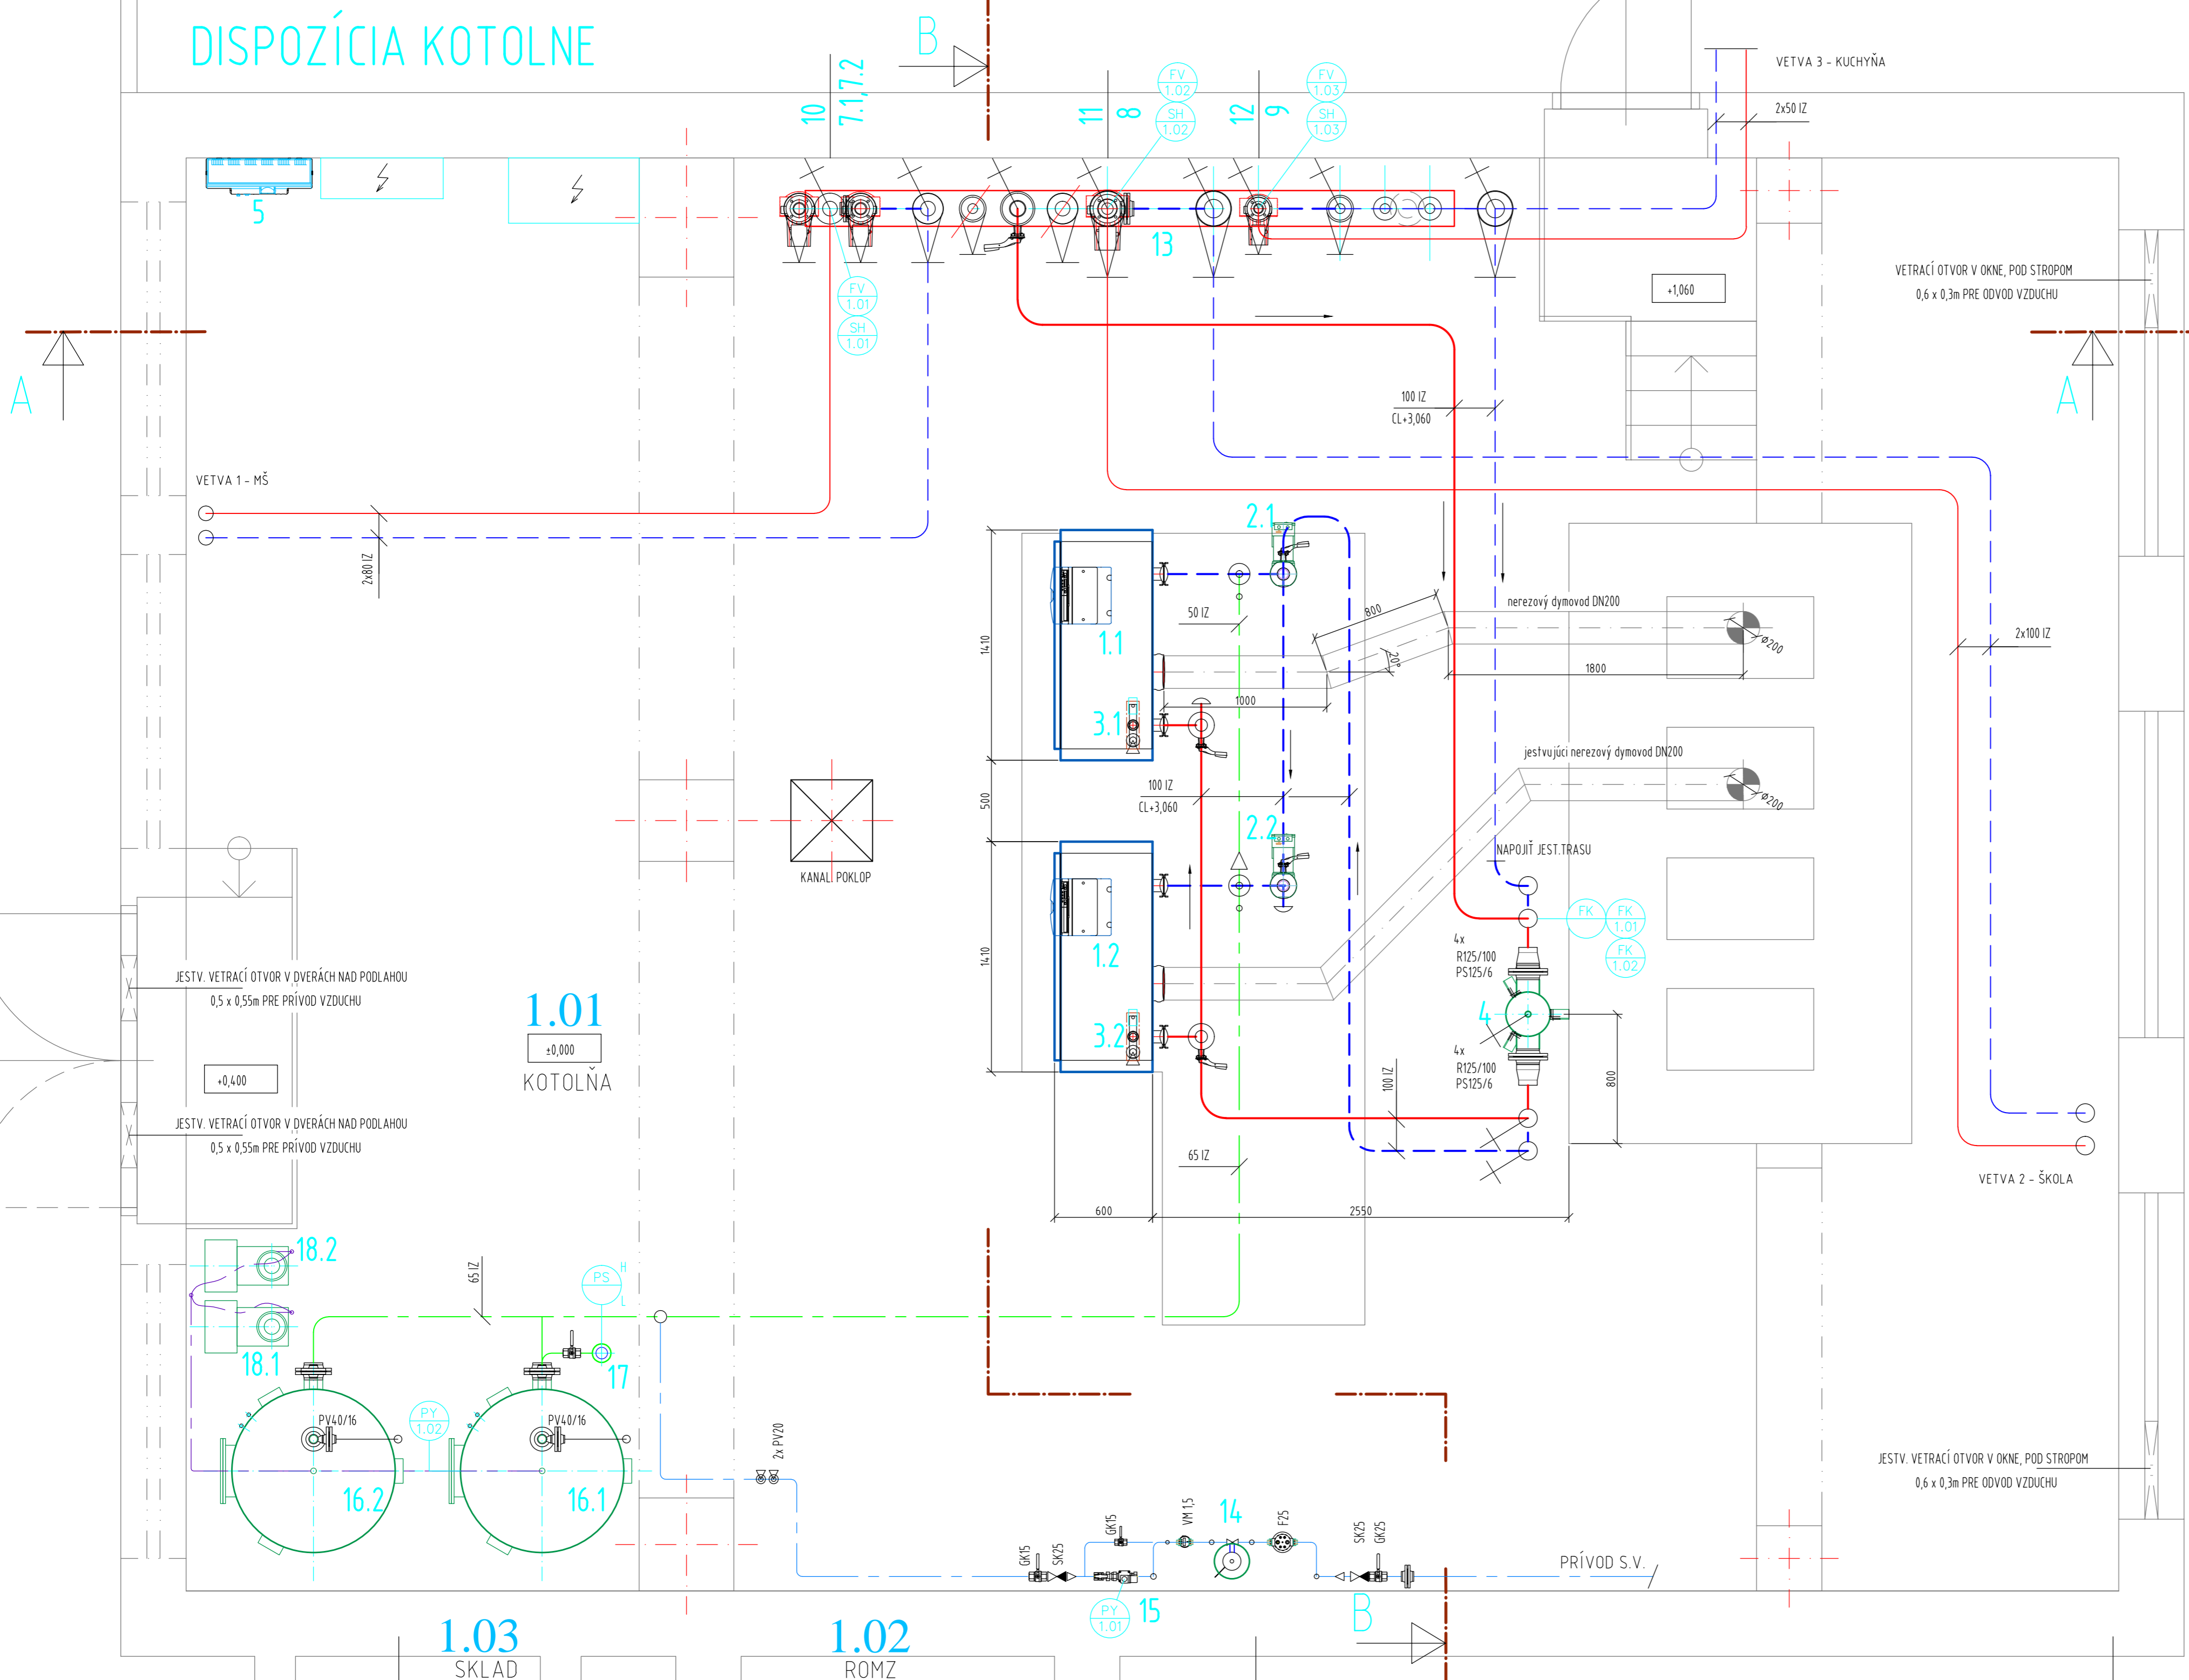 DISPOZÍCIA KOTOLNE
B
VETVA 3 - KUCHYŇA
2x50 IZ
10
7.1,7.2
11
8
FV
1.02
SH
1.02
12
9
FV
1.03
SH
1.03
5
13
FV
1.01
SH
1.01
+1,060
VETRACÍ OTVOR V OKNE, POD STROPOM
0,6 x 0,3m PRE ODVOD VZDUCHU
A
A
100 IZ
CL+3,060
VETVA 1 - MŠ
2x80 IZ
2.1
1410
1.1
50 IZ
800
20°
nerezový dymovod DN200
ø200
1800
2x100 IZ
3.1
1000
jestvujúci nerezový dymovod DN200
ø200
500
100 IZ
CL+3,060
2.2
NAPOJIŤ JEST.TRASU
KANAL. POKLOP
1410
1.2
FK
FK
1.01
FK
1.02
4x
R125/100
PS125/6
JESTV. VETRACÍ OTVOR V DVERÁCH NAD PODLAHOU
0,5 x 0,55m PRE PRÍVOD VZDUCHU
1.01
±0,000
KOTOLŇA
3.2
4
4x
R125/100
PS125/6
+0,400
100 IZ
800
JESTV. VETRACÍ OTVOR V DVERÁCH NAD PODLAHOU
0,5 x 0,55m PRE PRÍVOD VZDUCHU
65 IZ
VETVA 2 - ŠKOLA
600
2550
18.2
65 IZ
PS
H
L
18.1
17
PV40/16
PY
1.02
PV40/16
2x PV20
16.2
16.1
JESTV. VETRACÍ OTVOR V OKNE, POD STROPOM
0,6 x 0,3m PRE ODVOD VZDUCHU
GK15
SK25
GK15
VM 1,5
14
F25
SK25
GK25
PRÍVOD S.V.
PY
1.01
15
B
1.03
SKLAD
1.02
ROMZ